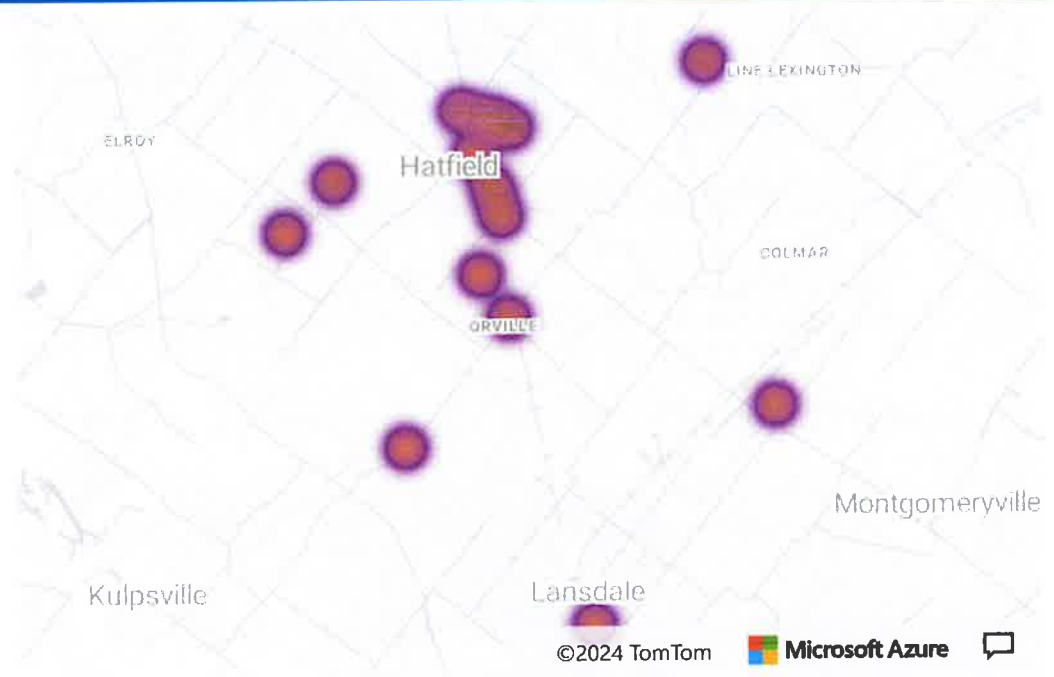 LINE LEXINGTON
ELROY
Hatfield
COLMAR
ORVILLE
Montgomeryville
Kulpsville
Lansdale
©2024 TomTom
Microsoft Azure